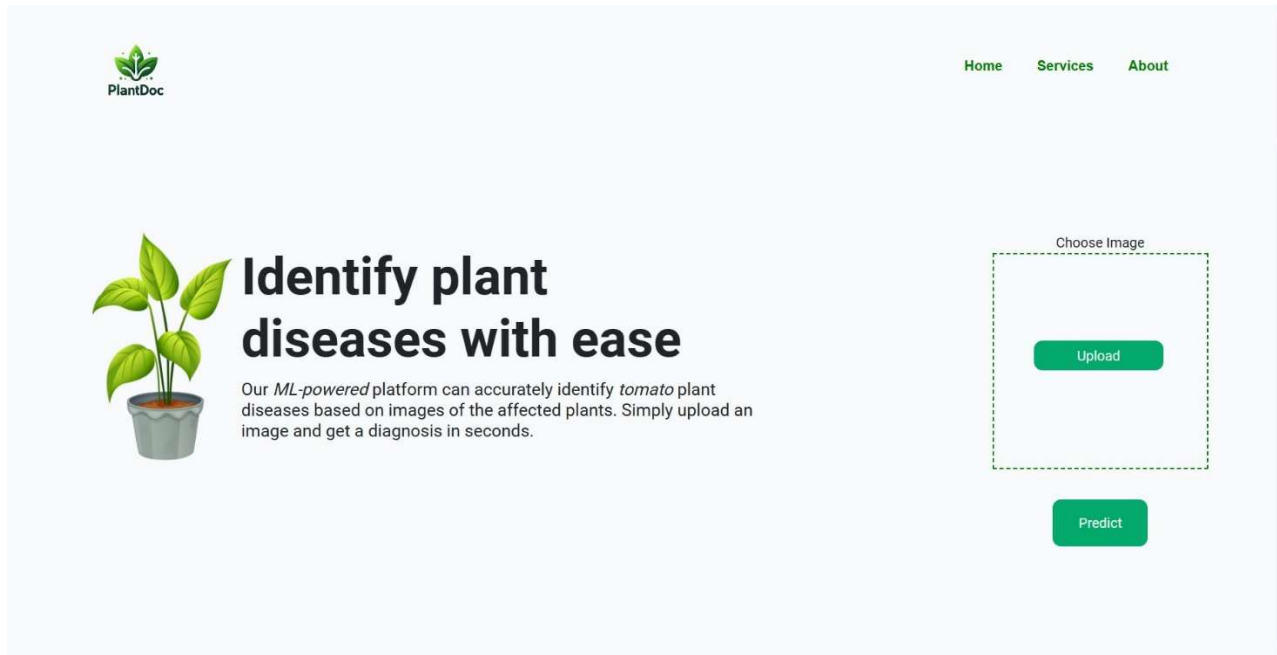 PlantDoc
Home Services About
Identify plant
diseases with ease
Our ML-powered platform can accurately identify tomato plant
diseases based on images of the affected plants. Simply upload an
image and get a diagnosis in seconds.
Choose Image
Upload
Predict